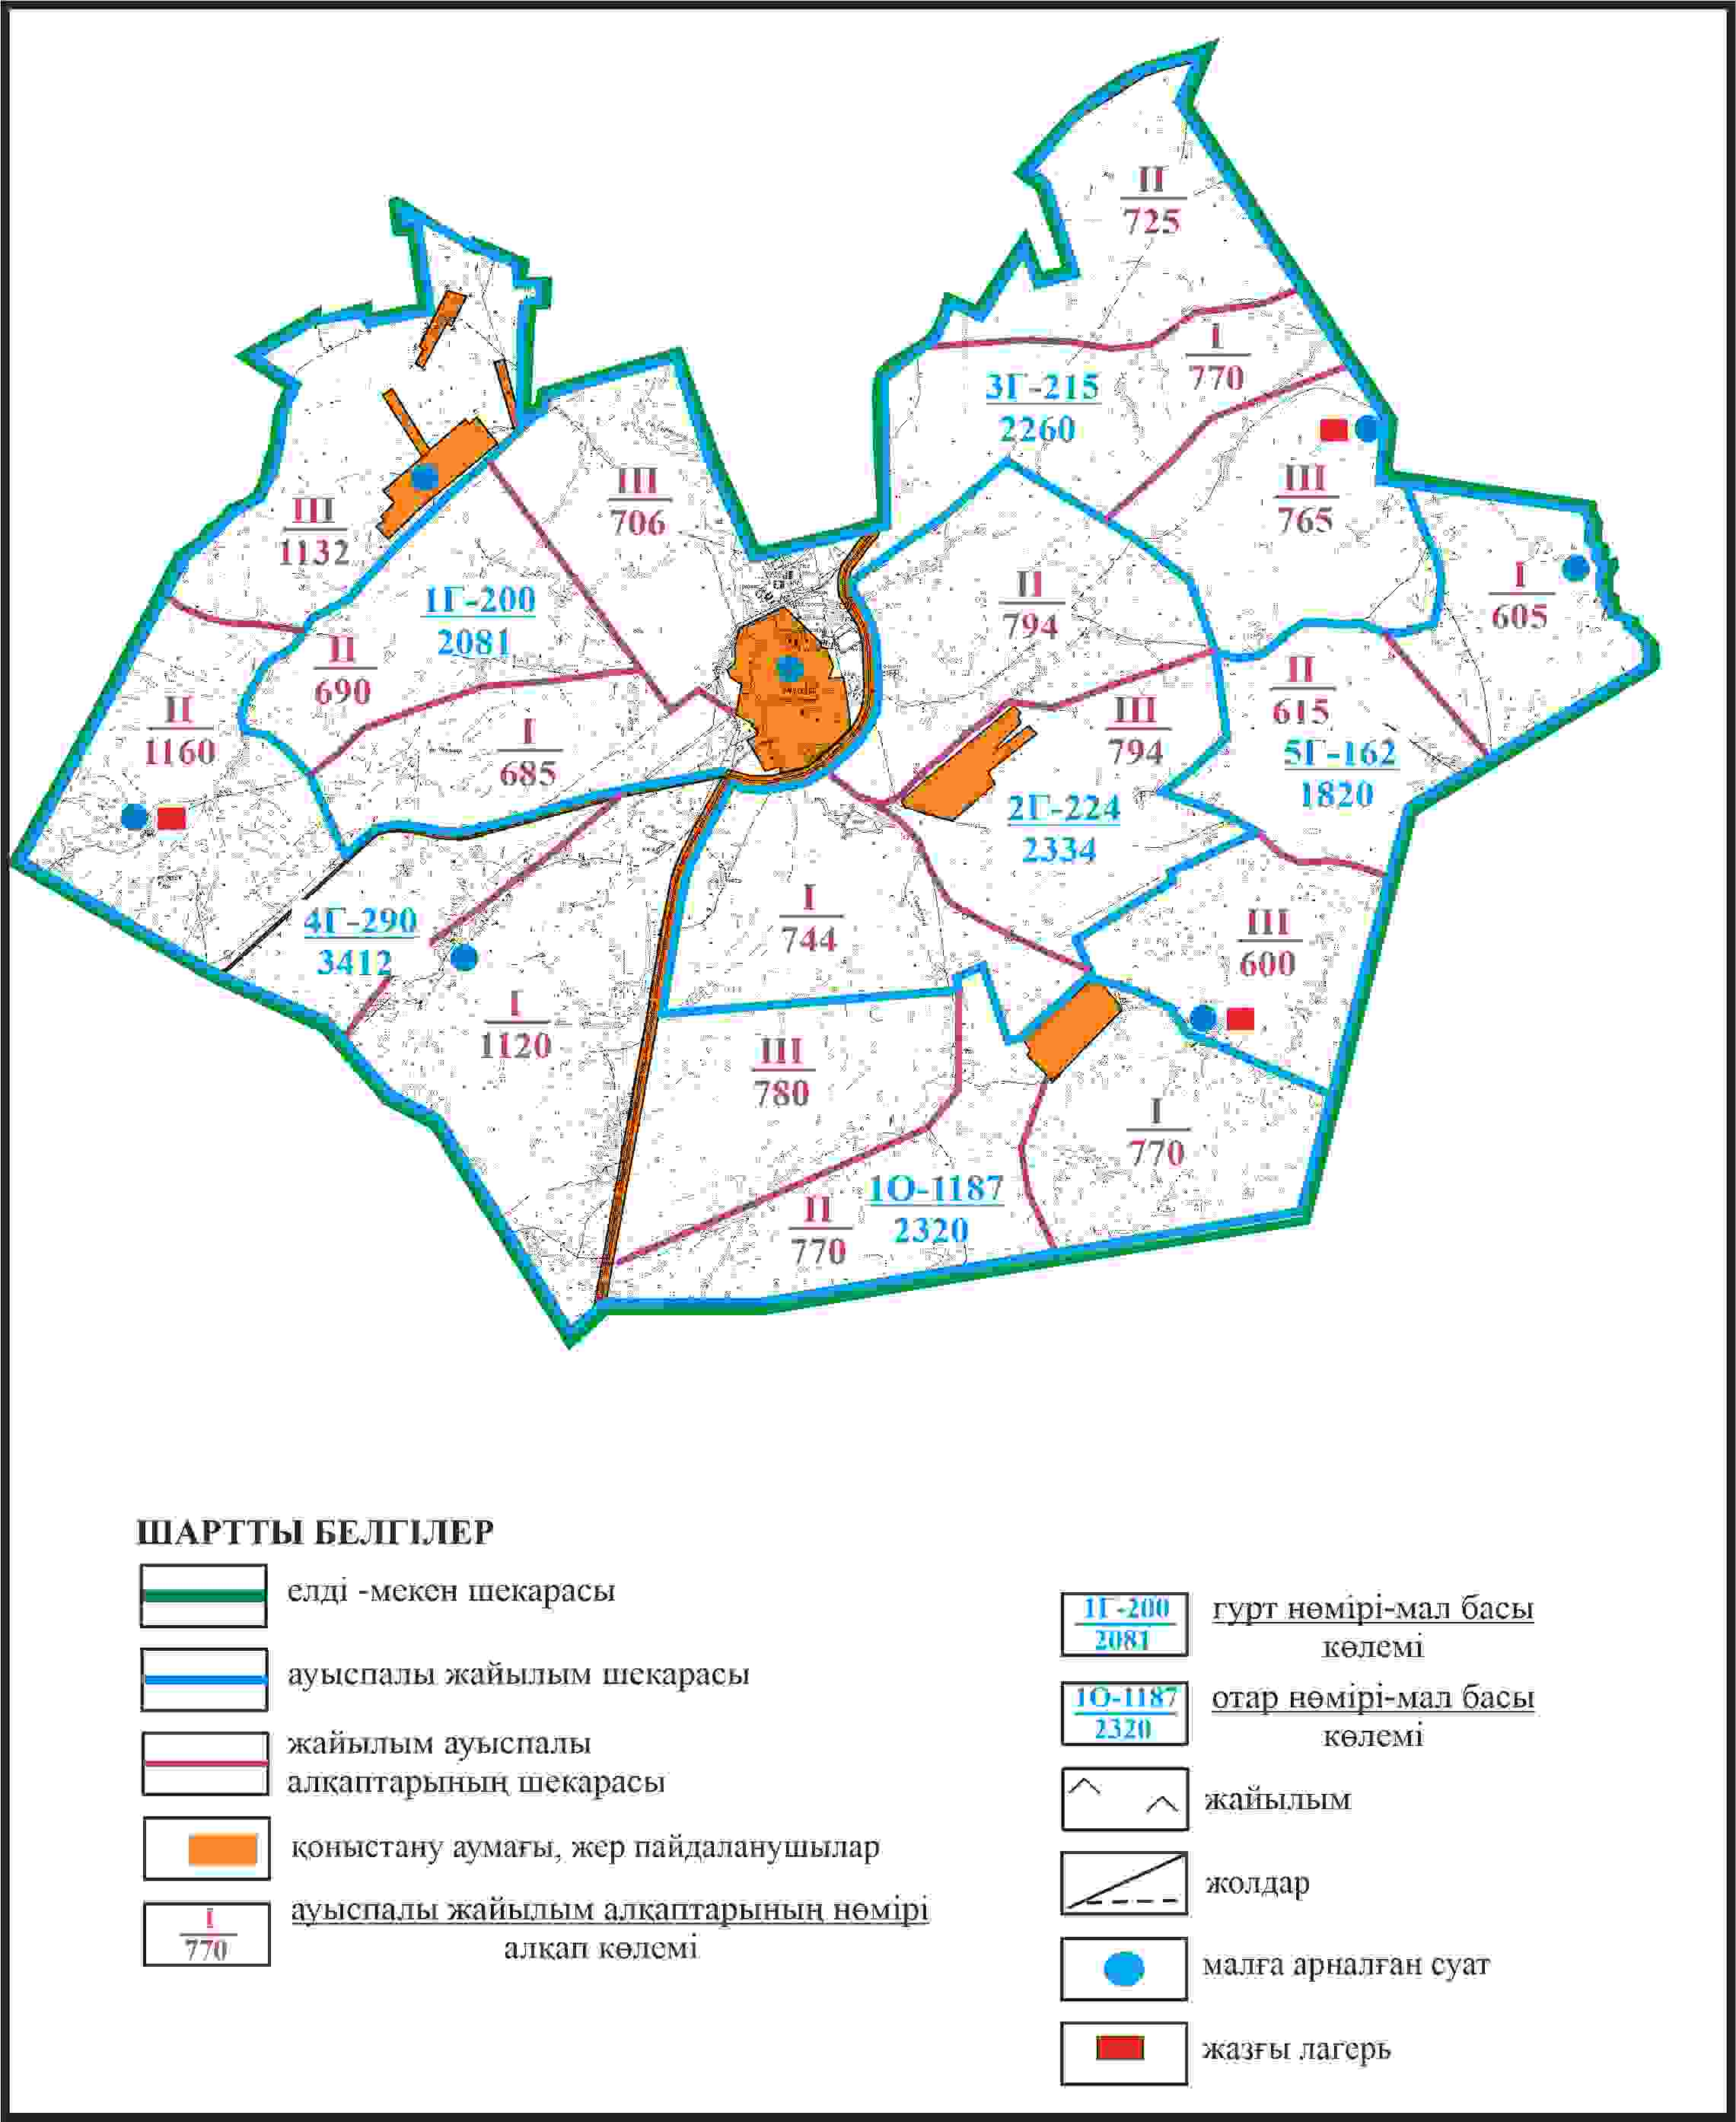 II
725
I
770
3Г-215
2260
III
765
III
706
III
1132
I
605
II
794
1Г-200
2081
II
690
II
615
III
794
II
1160
I
685
5Г-162
1820
2Г-224
2334
4Г-290
3412
I
744
III
600
I
1120
III
780
I
770
1О-1187
2320
II
770
ШАРТТЫ БЕЛГІЛЕР
елді -мекен шекарасы
ауыспалы жайылым шекарасы
жайылым ауыспалы
алқаптарының шекарасы
қоныстану аумағы, жер пайдаланушылар
I
770
ауыспалы жайылым алқаптарының нөмірі
алқап көлемі
1Г-200
2081
гурт нөмірі-мал басы
көлемі
1О-1187
2320
отар нөмірі-мал басы
көлемі
жайылым
жолдар
малға арналған суат
жазғы лагерь